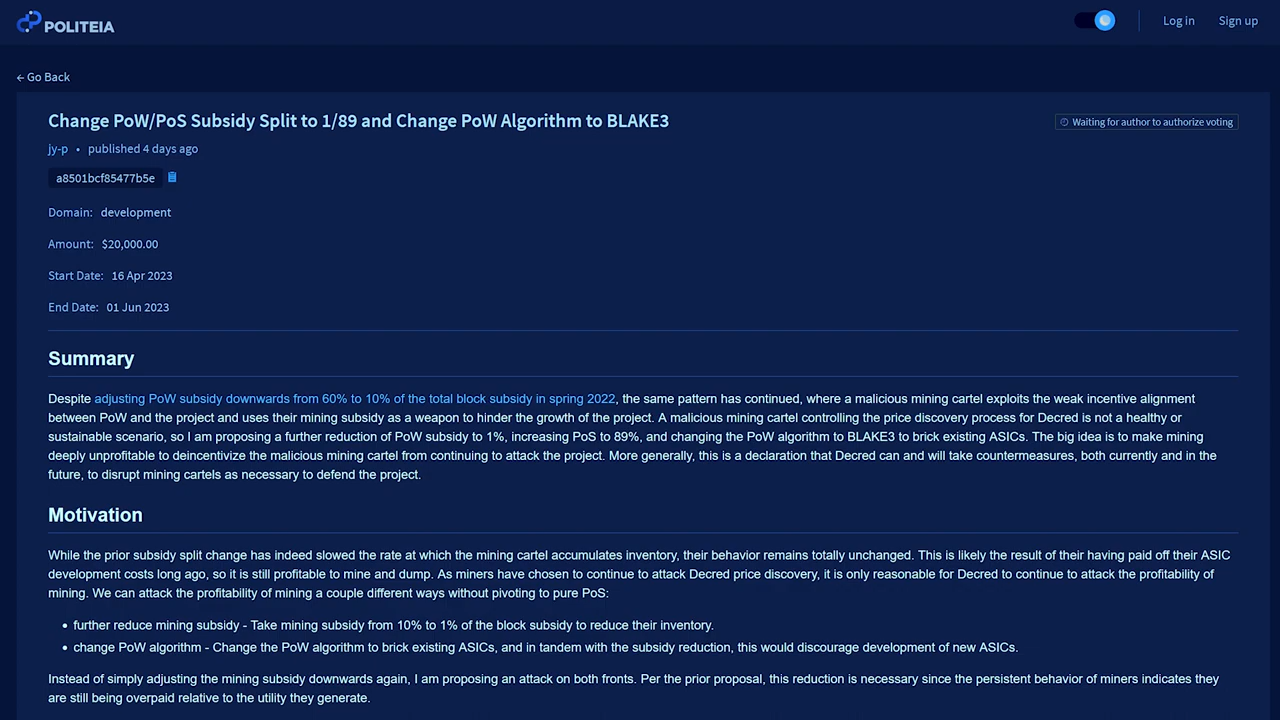 POLITEIA
Log in
Sign up
← Go Back
Change PoW/PoS Subsidy Split to 1/89 and Change PoW Algorithm to BLAKE3
Waiting for author to authorize voting
jy-p • published 4 days ago
a8501bcf85477b5e
Domain: development
Amount: $20,000.00
Start Date: 16 Apr 2023
End Date: 01 Jun 2023
Summary
Despite adjusting PoW subsidy downwards from 60% to 10% of the total block subsidy in spring 2022, the same pattern has continued, where a malicious mining cartel exploits the weak incentive alignment
between PoW and the project and uses their mining subsidy as a weapon to hinder the growth of the project. A malicious mining cartel controlling the price discovery process for Decred is not a healthy or
sustainable scenario, so I am proposing a further reduction of PoW subsidy to 1%, increasing PoS to 89%, and changing the PoW algorithm to BLAKE3 to brick existing ASICs. The big idea is to make mining
deeply unprofitable to deincentivize the malicious mining cartel from continuing to attack the project. More generally, this is a declaration that Decred can and will take countermeasures, both currently and in the
future, to disrupt mining cartels as necessary to defend the project.
Motivation
While the prior subsidy split change has indeed slowed the rate at which the mining cartel accumulates inventory, their behavior remains totally unchanged. This is likely the result of their having paid off their ASIC
development costs long ago, so it is still profitable to mine and dump. As miners have chosen to continue to attack Decred price discovery, it is only reasonable for Decred to continue to attack the profitability of
mining. We can attack the profitability of mining a couple different ways without pivoting to pure PoS:
• further reduce mining subsidy - Take mining subsidy from 10% to 1% of the block subsidy to reduce their inventory.
• change PoW algorithm - Change the PoW algorithm to brick existing ASICs, and in tandem with the subsidy reduction, this would discourage development of new ASICs.
Instead of simply adjusting the mining subsidy downwards again, I am proposing an attack on both fronts. Per the prior proposal, this reduction is necessary since the persistent behavior of miners indicates they
are still being overpaid relative to the utility they generate.